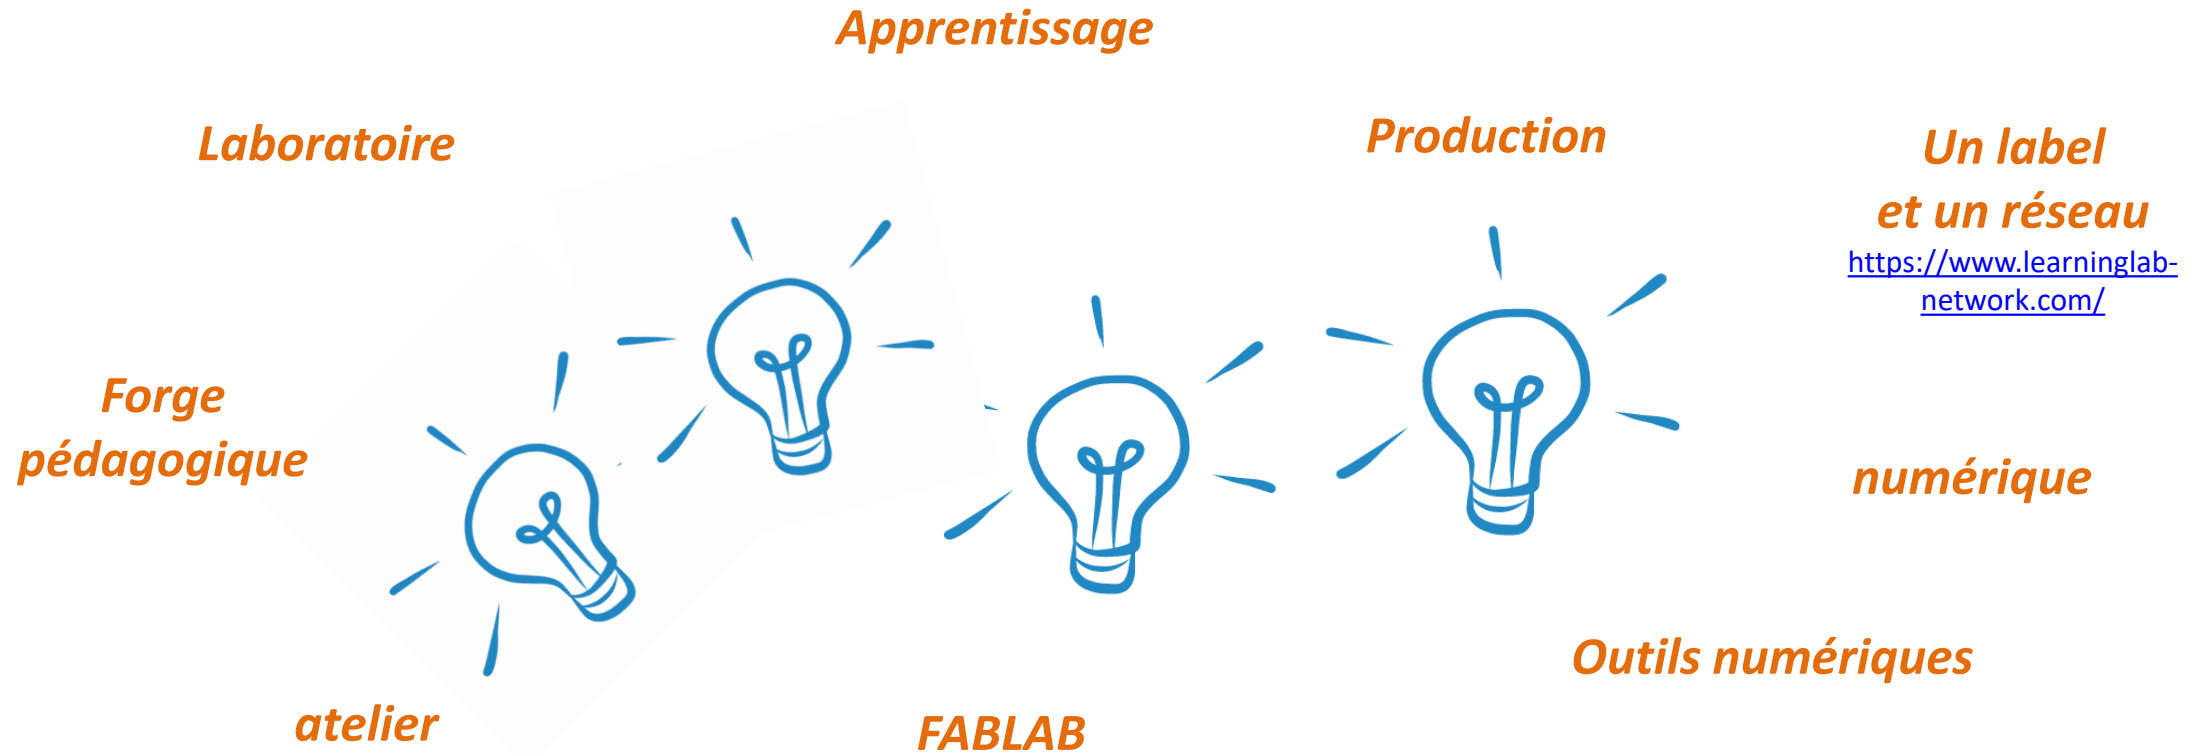 Apprentissage
Laboratoire
Production
Un label
et un réseau
https://www.learninglab-
network.com/
Forge
pédagogique
numérique
Outils numériques
atelier
FABLAB